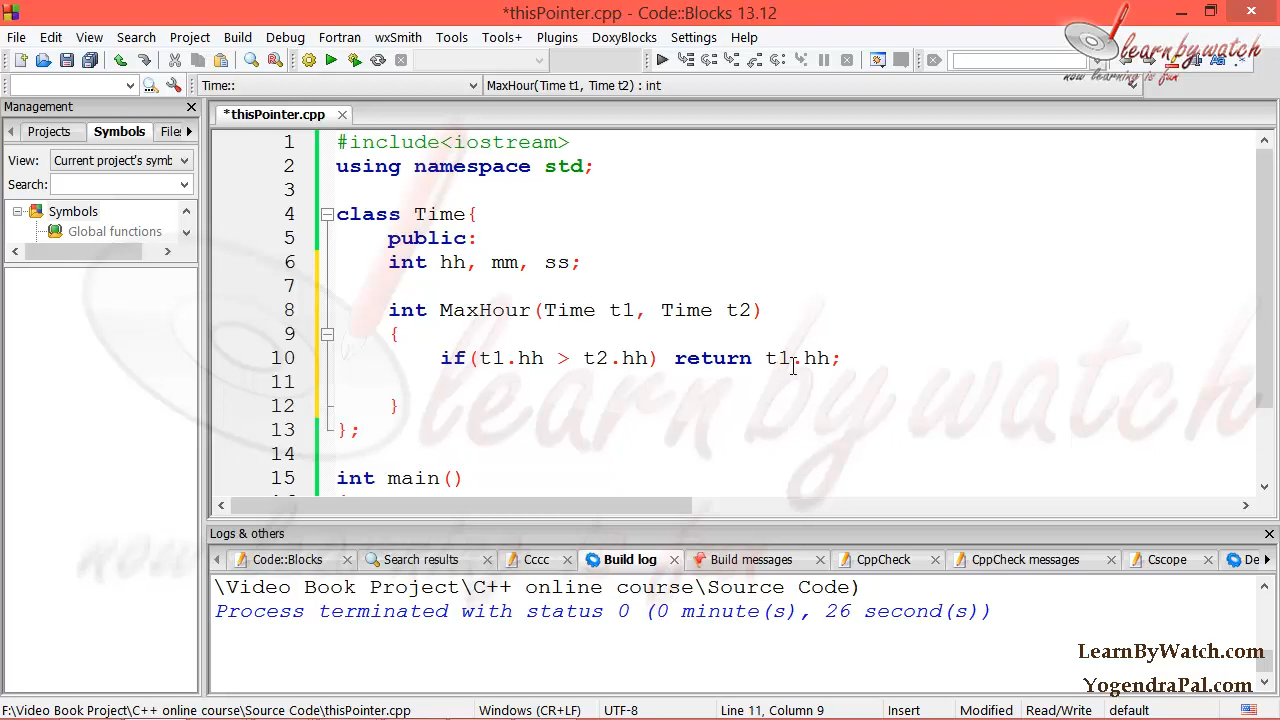 *thisPointer.cpp - Code::Blocks 13.12
File Edit View Search Project Build Debug Fortran wxSmith Tools Tools+ Plugins DoxyBlocks Settings Help
learnbywatch
now learning is fun
Time:: MaxHour(Time t1, Time t2) : int
Management
*thisPointer.cpp
Projects Symbols Files
View: Current project's symb
Search:
Symbols
Global functions
1 #include<iostream>
2 using namespace std;
3
4 class Time{
5 public:
6 int hh, mm, ss;
7
8 int MaxHour(Time t1, Time t2)
9 {
10 if(t1.hh > t2.hh) return t1.hh;
11
12 }
13 };
14
15 int main()
learnbywatch
Logs & others
Code::Blocks Search results Cccc Build log Build messages CppCheck CppCheck messages Cscope De
\Video Book Project\C++ online course\Source Code)
Process terminated with status 0 (0 minute(s), 26 second(s))
LearnByWatch.com
YogendraPal.com
F:\Video Book Project\C++ online course\Source Code\thisPointer.cpp Windows (CR+LF) UTF-8 Line 11, Column 9 Insert Modified Read/Write default